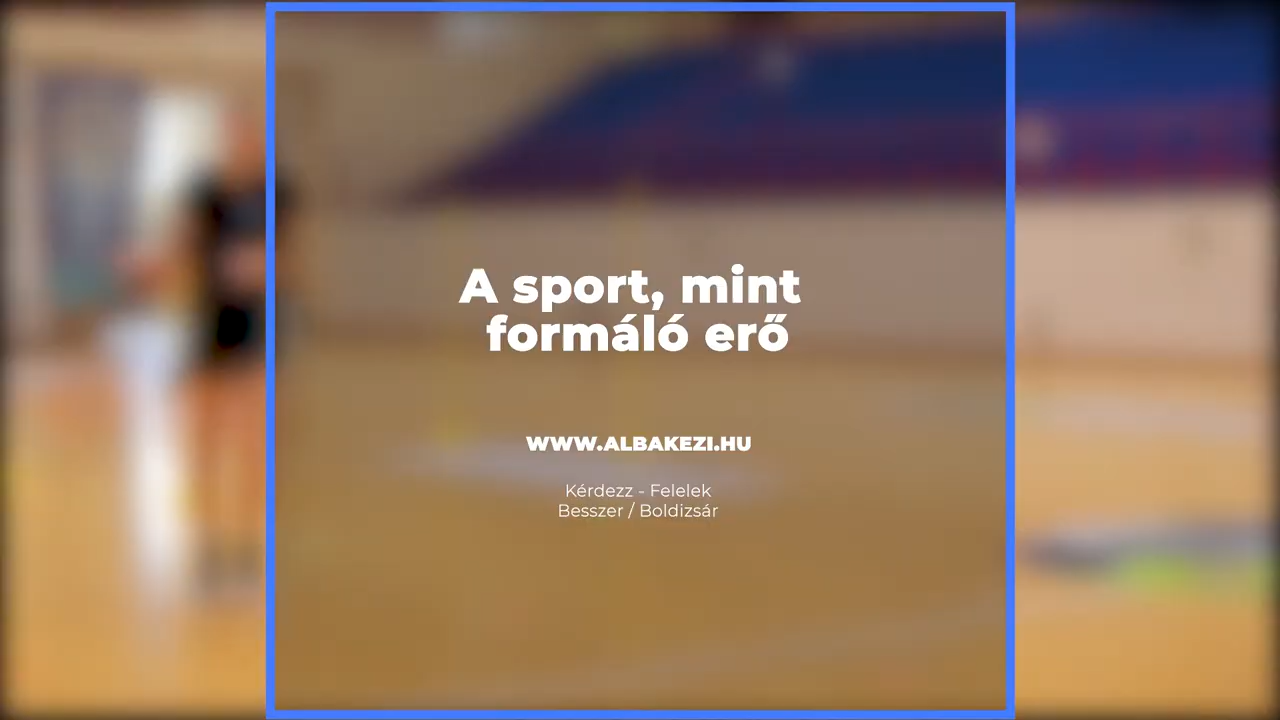 A sport, mint
formáló erő
WWW.ALBAKEZI.HU
Kérdezz - Felelek
Besszer / Boldizsár